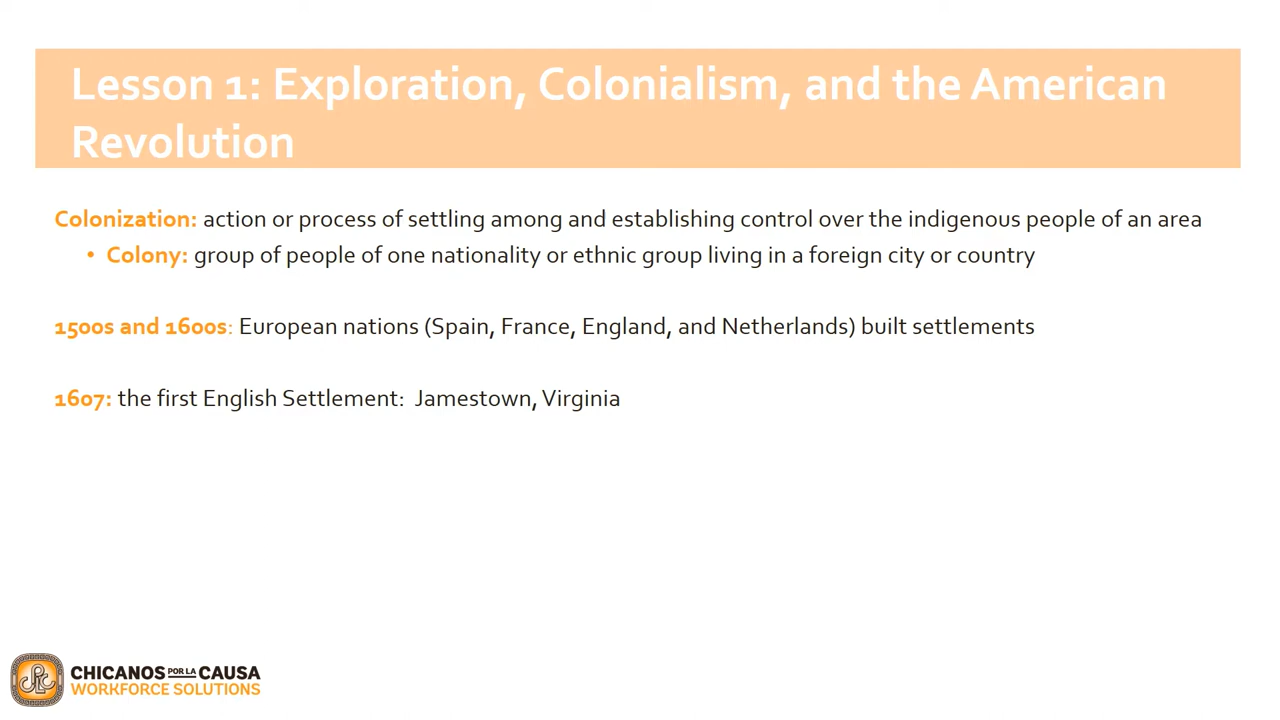 Lesson 1: Exploration, Colonialism, and the American
Revolution
Colonization: action or process of settling among and establishing control over the indigenous people of an area
• Colony: group of people of one nationality or ethnic group living in a foreign city or country
1500s and 1600s: European nations (Spain, France, England, and Netherlands) built settlements
1607: the first English Settlement:  Jamestown, Virginia
CHICANOS POR LA CAUSA
WORKFORCE SOLUTIONS